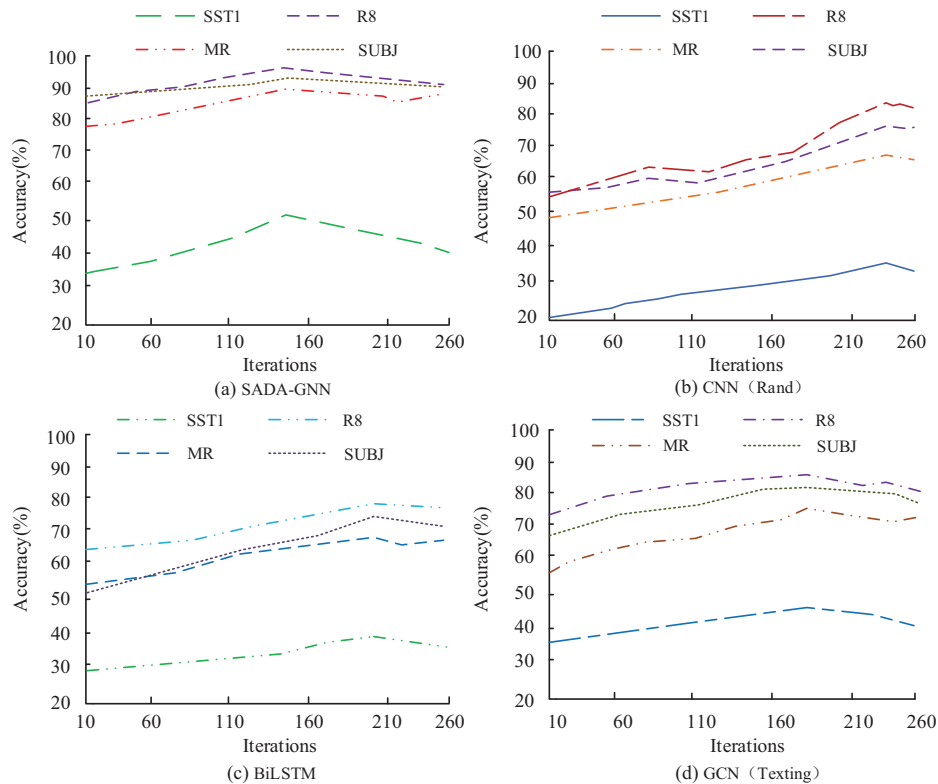 SST1 R8
MR SUBJ
100
90
80
70
60
50
40
30
20
Accuracy(%)
10 60 110 160 210 260
Iterations
(a) SADA-GNN
SST1 R8
MR SUBJ
100
90
80
70
60
50
40
30
20
Accuracy(%)
10 60 110 160 210 260
Iterations
(b) CNN（Rand）
SST1 R8
MR SUBJ
100
90
80
70
60
50
40
30
20
Accuracy(%)
10 60 110 160 210 260
Iterations
(c) BiLSTM
SST1 R8
MR SUBJ
100
90
80
70
60
50
40
30
20
Accuracy(%)
10 60 110 160 210 260
Iterations
(d) GCN（Texting）